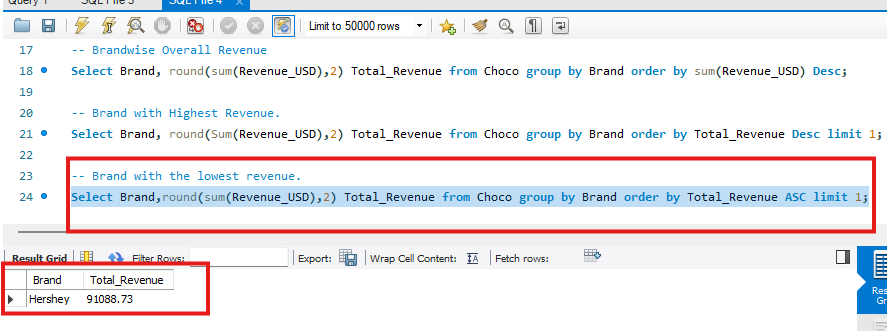 Query 1 SQL File 3 SQL File 4 x
Limit to 50000 rows
17 -- Brandwise Overall Revenue
18 Select Brand, round(sum(Revenue_USD),2) Total_Revenue from Choco group by Brand order by sum(Revenue_USD) Desc;
19
20 -- Brand with Highest Revenue.
21 Select Brand, round(Sum(Revenue_USD),2) Total_Revenue from Choco group by Brand order by Total_Revenue Desc limit 1;
22
23 -- Brand with the lowest revenue.
24 Select Brand,round(sum(Revenue_USD),2) Total_Revenue from Choco group by Brand order by Total_Revenue ASC limit 1;
Result Grid Filter Rows: Export: Wrap Cell Content: Fetch rows:
Brand Total_Revenue
Hershey 91088.73